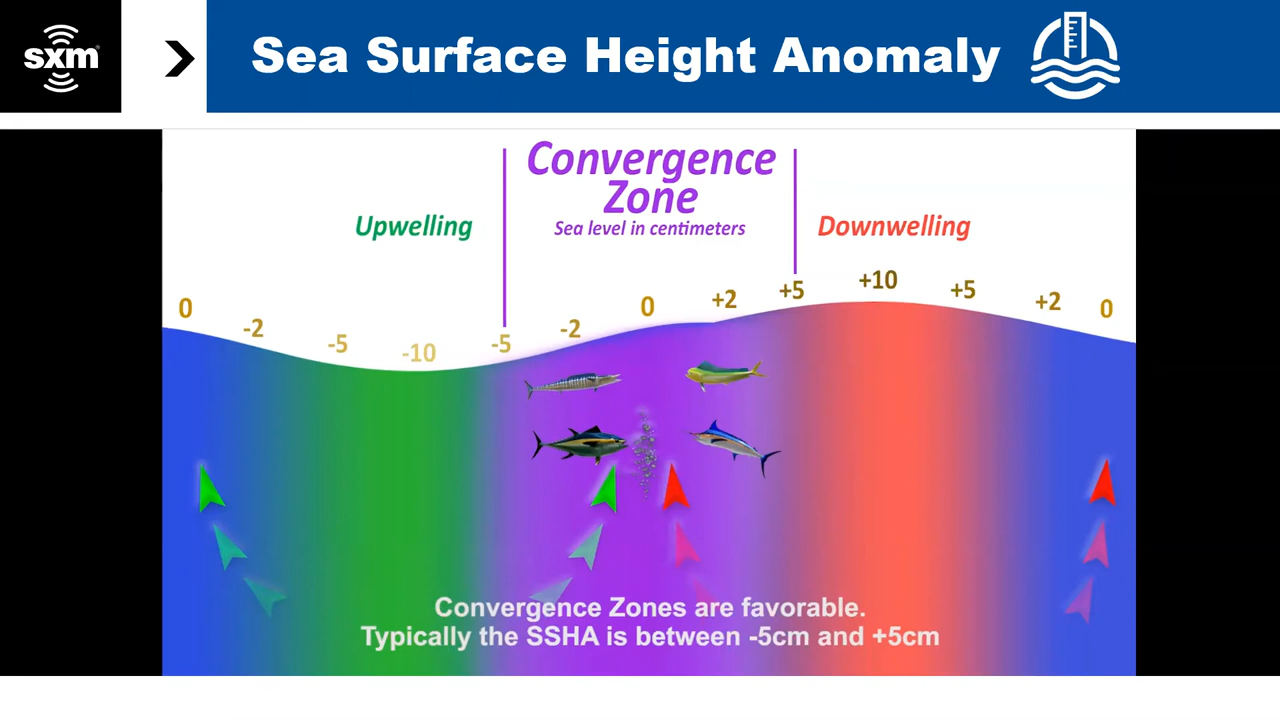 sxm
Sea Surface Height Anomaly
Convergence
Zone
Sea level in centimeters
Upwelling
Downwelling
0
-2
-5
-10
-5
-2
0
+2
+5
+10
+5
+2
0
Convergence Zones are favorable.
Typically the SSHA is between -5cm and +5cm